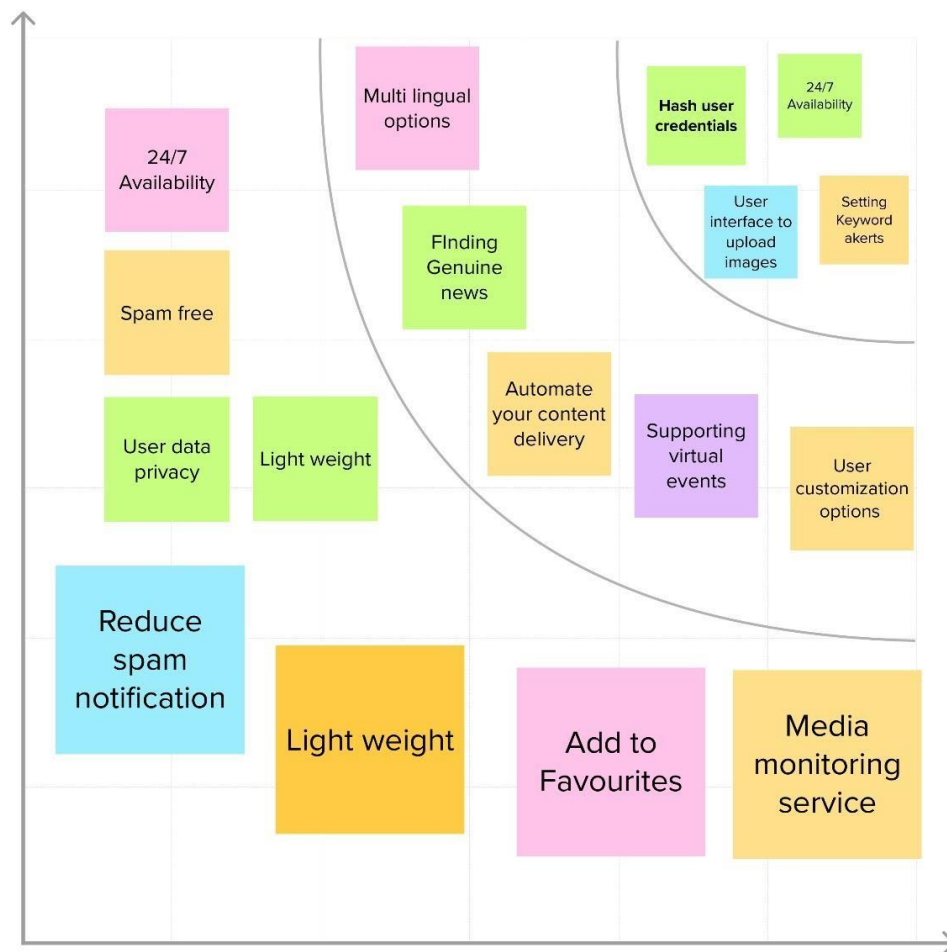 Multi lingual
options
Hash user
credentials
24/7
Availability
24/7
Availability
User
interface to
upload
images
Setting
Keyword
akerts
FInding
Genuine
news
Spam free
Automate
your content
delivery
Supporting
virtual
events
User
customization
options
User data
privacy
Light weight
Reduce
spam
notification
Light weight
Add to
Favourites
Media
monitoring
service